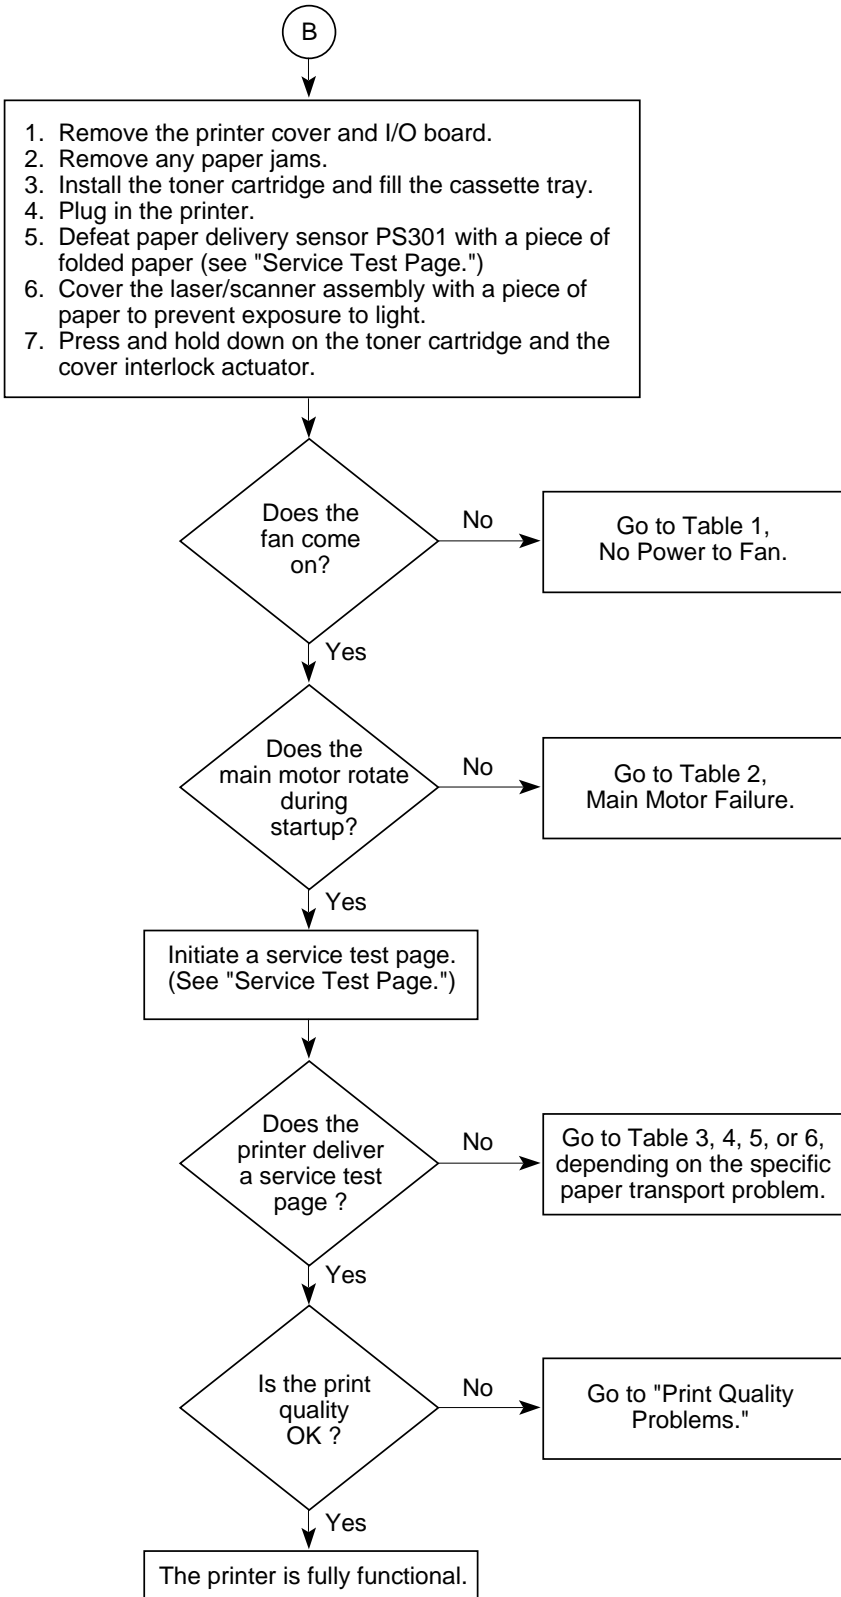 B
1. Remove the printer cover and I/O board.
2. Remove any paper jams.
3. Install the toner cartridge and fill the cassette tray.
4. Plug in the printer.
5. Defeat paper delivery sensor PS301 with a piece of
folded paper (see "Service Test Page.")
6. Cover the laser/scanner assembly with a piece of
paper to prevent exposure to light.
7. Press and hold down on the toner cartridge and the
cover interlock actuator.
Does the
fan come
on?
No
Go to Table 1,
No Power to Fan.
Yes
Does the
main motor rotate
during
startup?
No
Go to Table 2,
Main Motor Failure.
Yes
Initiate a service test page.
(See "Service Test Page.")
Does the
printer deliver
a service test
page ?
No
Go to Table 3, 4, 5, or 6,
depending on the specific
paper transport problem.
Yes
Is the print
quality
OK ?
No
Go to "Print Quality
Problems."
Yes
The printer is fully functional.